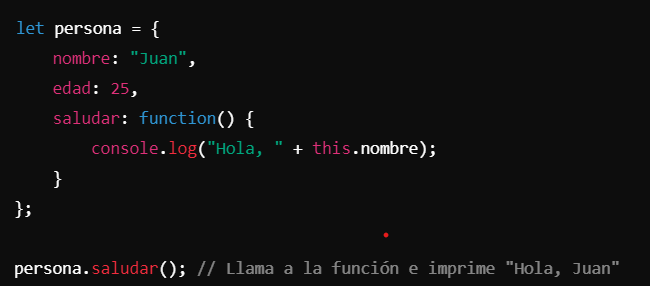 let persona = {
    nombre: "Juan",
    edad: 25,
    saludar: function() {
        console.log("Hola, " + this.nombre);
    }
};

persona.saludar(); // Llama a la función e imprime "Hola, Juan"